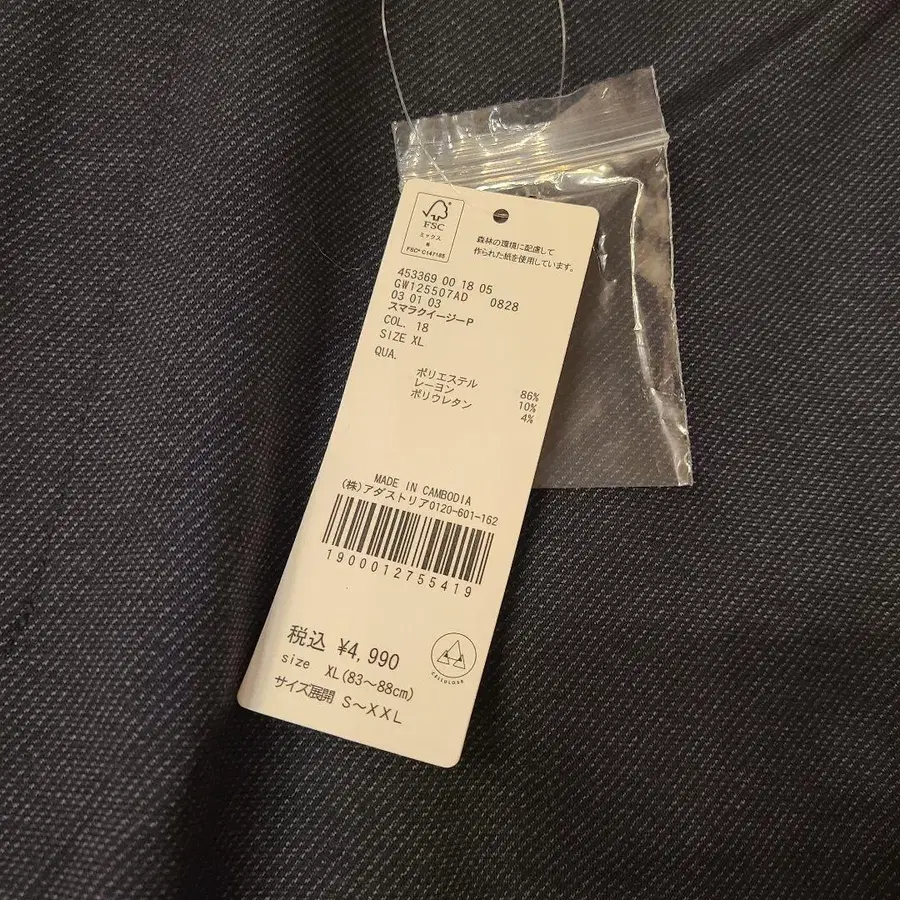 FSC
ミックス
紙
FSC® C147185
森林の環境に配慮して
作られた紙を使用しています。
453369 00 18 05
GW125507AD 0828
03 01 03
スマラクイージーP
COL. 18
SIZE XL
QUA.
ポリエステル 86%
レーヨン 10%
ポリウレタン 4%
MADE IN CAMBODIA
(株)アダストリア0120-601-162
1900012755419
税込 ¥4,990
size XL(83～88cm)
サイズ展開 S～XXL
CELLULOSE